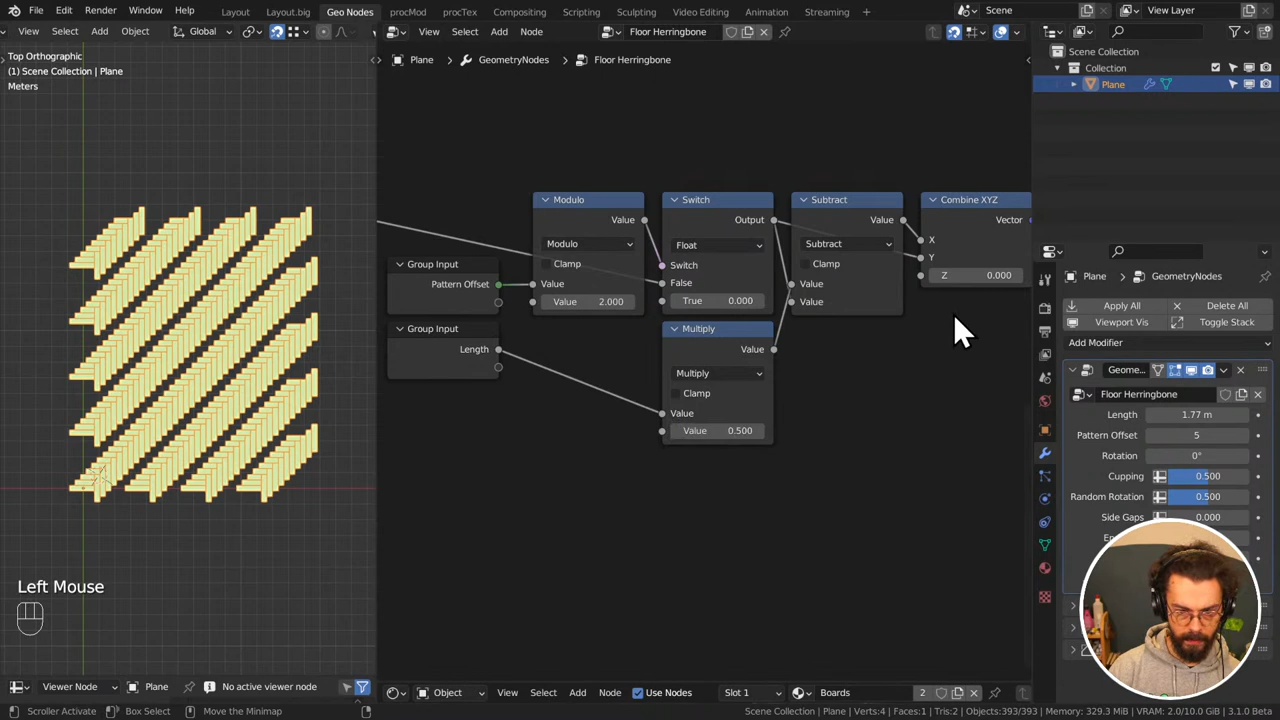 File Edit Render Window Help Layout Layout.big Geo Nodes procMod procTex Compositing Scripting Sculpting Video Editing Animation Streaming + Scene View Layer
View Select Add Object Global View Select Add Node Floor Herringbone
Top Orthographic
(1) Scene Collection | Plane
Meters
Plane GeometryNodes Floor Herringbone
Scene Collection
Collection
Plane
Modulo
Value
Modulo
Clamp
Value
Value 2.000
Switch
Output
Float
Switch
False
True 0.000
Subtract
Value
Subtract
Clamp
Value
Value
Combine XYZ
Vector
X
Y
Z 0.000
Group Input
Pattern Offset
Group Input
Length
Multiply
Value
Multiply
Clamp
Value
Value 0.500
Plane GeometryNodes
Apply All Delete All
Viewport Vis Toggle Stack
Add Modifier
Geome...
Floor Herringbone
Length 1.77 m
Pattern Offset 5
Rotation 0°
Cupping 0.500
Random Rotation 0.500
Side Gaps 0.000
Left Mouse
Viewer Node Plane No active viewer node
Object View Select Add Node Use Nodes Slot 1 Boards 2
Scroller Activate Box Select Move the Minimap Scene Collection | Plane | Verts:4 | Faces:1 | Tris:2 | Objects:393/393 | Memory: 329.3 MiB | VRAM: 2.0/10.0 GiB | 3.1.0 Beta